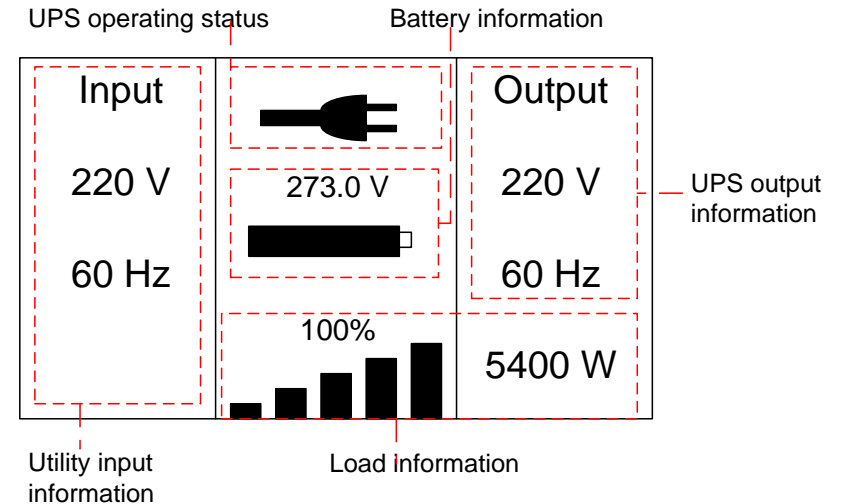 UPS operating status
Battery information
Input
220 V
60 Hz
273.0 V
100%
Output
220 V
60 Hz
5400 W
UPS output
information
Utility input
information
Load information